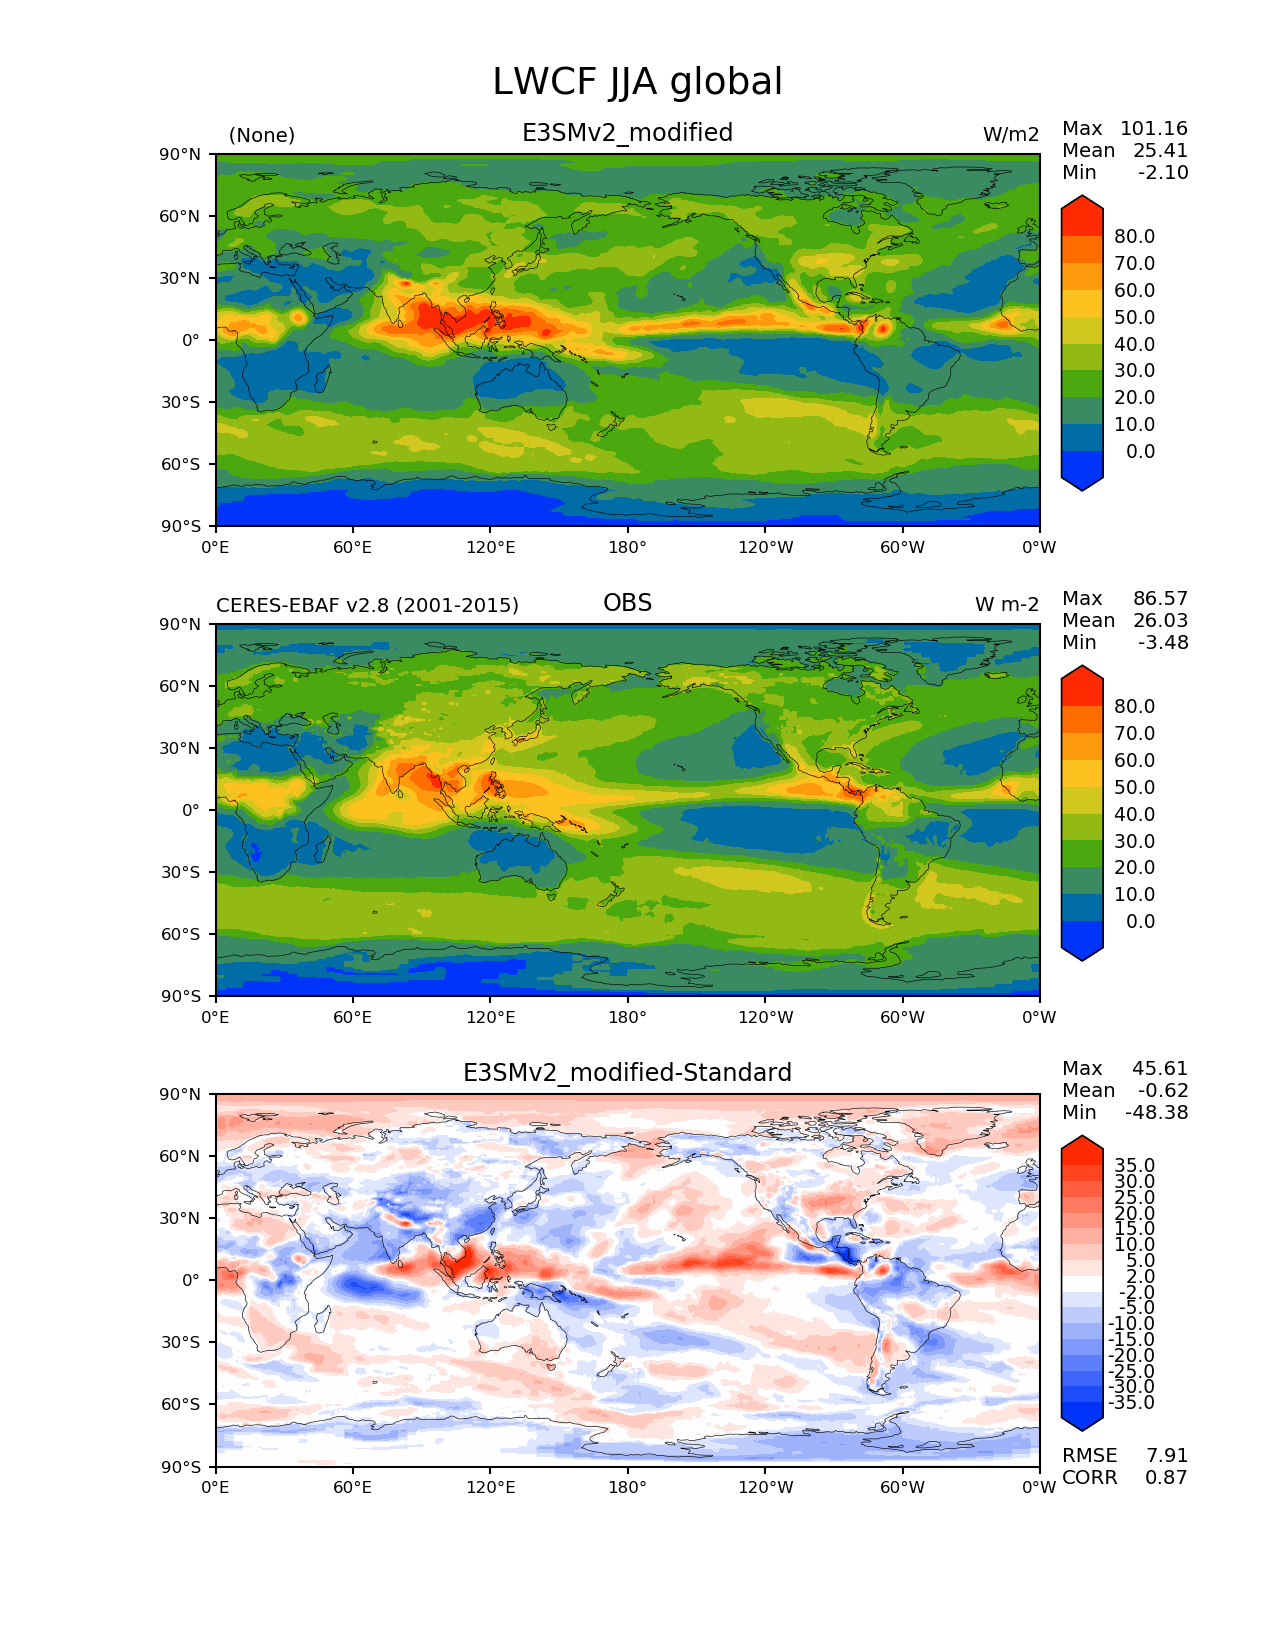 LWCF JJA global
(None) E3SMv2_modified W/m2
Max 101.16
Mean 25.41
Min -2.10
90°N
60°N
30°N
0°
30°S
60°S
90°S
0°E 60°E 120°E 180° 120°W 60°W 0°W
80.0
70.0
60.0
50.0
40.0
30.0
20.0
10.0
0.0
CERES-EBAF v2.8 (2001-2015) OBS W m-2
Max 86.57
Mean 26.03
Min -3.48
90°N
60°N
30°N
0°
30°S
60°S
90°S
0°E 60°E 120°E 180° 120°W 60°W 0°W
80.0
70.0
60.0
50.0
40.0
30.0
20.0
10.0
0.0
E3SMv2_modified-Standard
Max 45.61
Mean -0.62
Min -48.38
90°N
60°N
30°N
0°
30°S
60°S
90°S
0°E 60°E 120°E 180° 120°W 60°W 0°W
35.0
30.0
25.0
20.0
15.0
10.0
5.0
2.0
-2.0
-5.0
-10.0
-15.0
-20.0
-25.0
-30.0
-35.0
RMSE 7.91
CORR 0.87